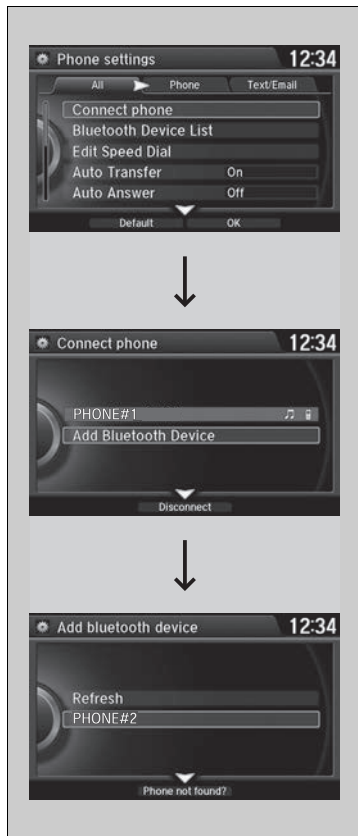 Phone settings 12:34
All Phone Text/Email
Connect phone
Bluetooth Device List
Edit Speed Dial
Auto Transfer On
Auto Answer Off
Default OK
Connect phone 12:34
PHONE#1
Add Bluetooth Device
Disconnect
Add bluetooth device 12:34
Refresh
PHONE#2
Phone not found?